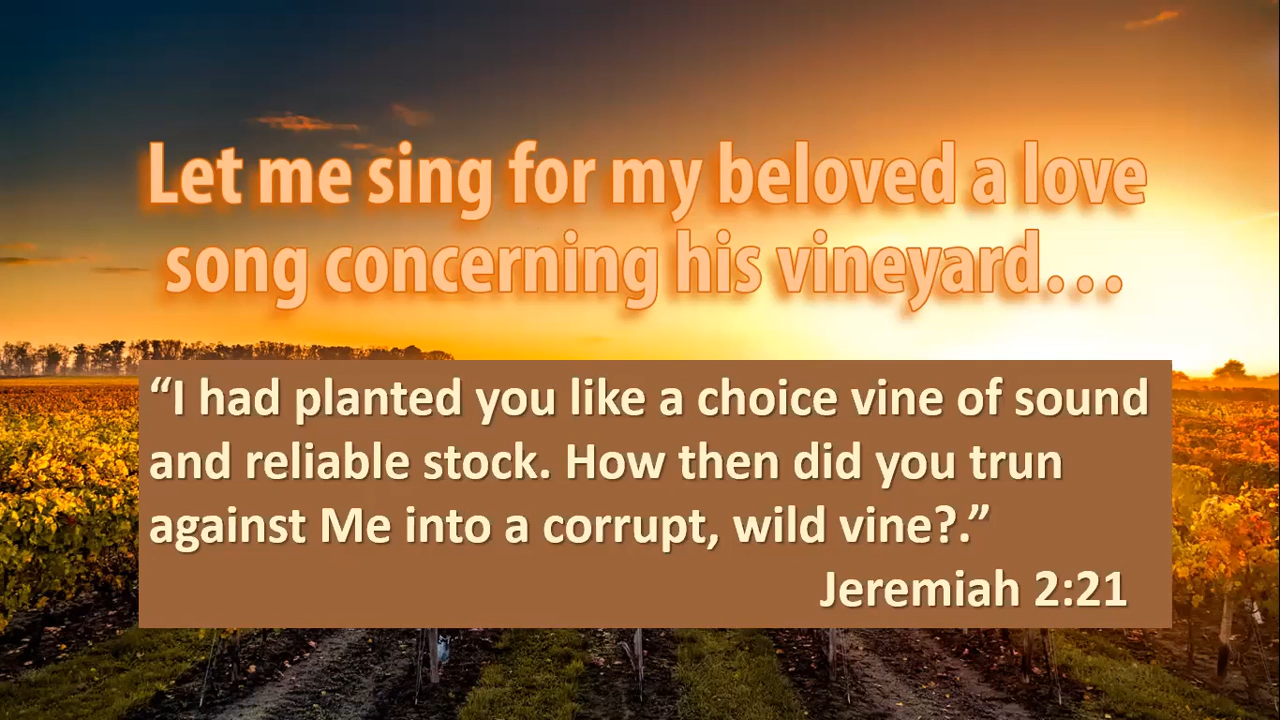 Let me sing for my beloved a love
song concerning his vineyard...
“I had planted you like a choice vine of sound
and reliable stock. How then did you trun
against Me into a corrupt, wild vine?.”
Jeremiah 2:21